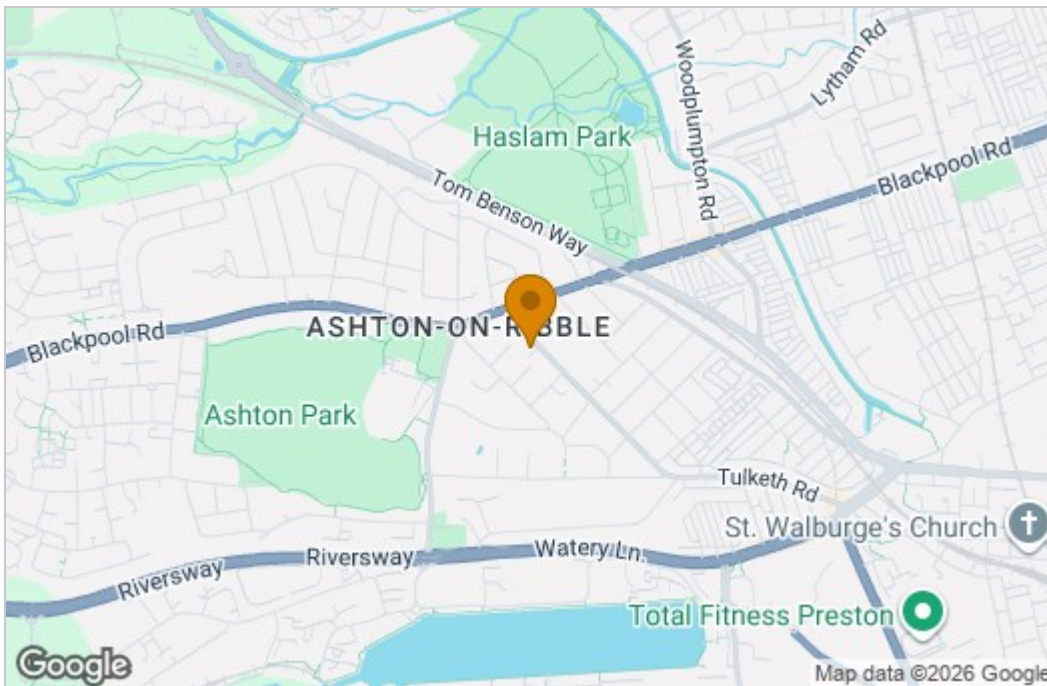 Woodplumpton Rd
Lytham Rd
Haslam Park
Blackpool Rd
Tom Benson Way
ASHTON-ON-RIBBLE
Blackpool Rd
Ashton Park
Tulketh Rd
St. Walburge's Church
Watery Ln.
Riversway
Riversway
Total Fitness Preston
Google
Map data ©2026 Google